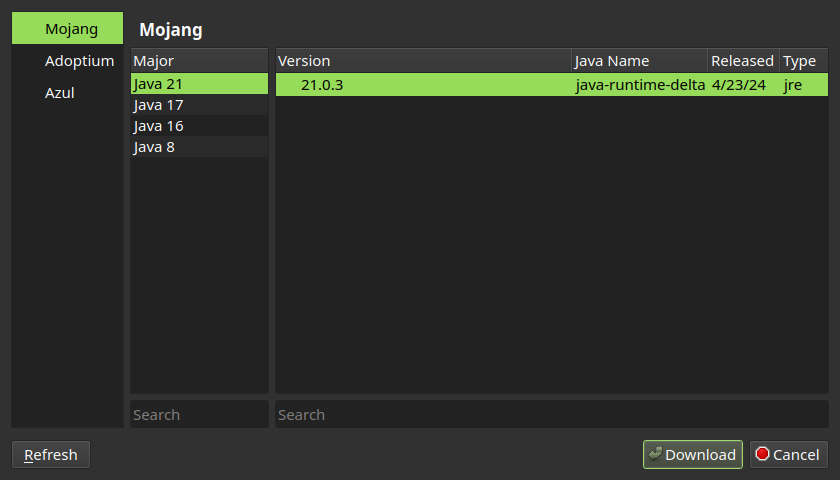 Mojang
Adoptium
Azul
Mojang
Major
Java 21
Java 17
Java 16
Java 8
Search
Version Java Name Released Type
21.0.3 java-runtime-delta 4/23/24 jre
Search
Refresh
Download
Cancel